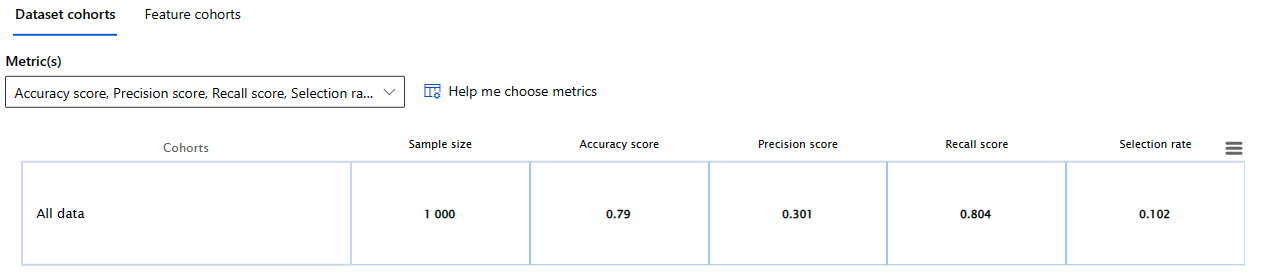 Dataset cohorts Feature cohorts
Metric(s)
Accuracy score, Precision score, Recall score, Selection ra... Help me choose metrics
Cohorts Sample size Accuracy score Precision score Recall score Selection rate
All data 1 000 0.79 0.301 0.804 0.102